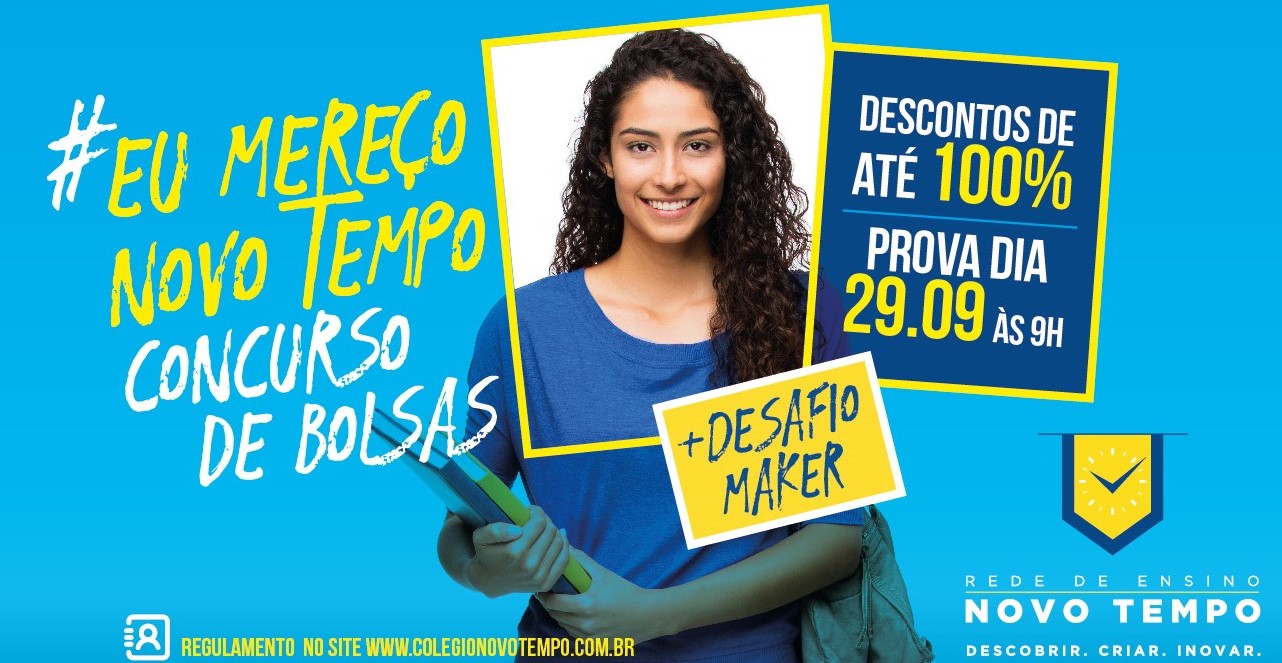 #EU MEREÇO
NOVO TEMPO
CONCURSO
DE BOLSAS
DESCONTOS DE
ATÉ 100%
PROVA DIA
29.09 ÀS 9H
+DESAFIO
MAKER
REDE DE ENSINO
NOVO TEMPO
DESCOBRIR. CRIAR. INOVAR.
REGULAMENTO NO SITE WWW.COLEGIONOVOTEMPO.COM.BR